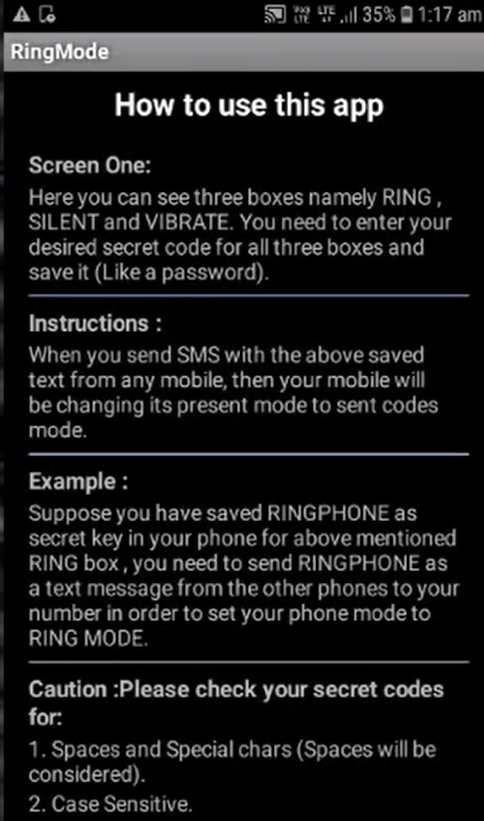 VoLTE LTE 35% 1:17 am
RingMode
How to use this app
Screen One:
Here you can see three boxes namely RING ,
SILENT and VIBRATE. You need to enter your
desired secret code for all three boxes and
save it (Like a password).
Instructions :
When you send SMS with the above saved
text from any mobile, then your mobile will
be changing its present mode to sent codes
mode.
Example :
Suppose you have saved RINGPHONE as
secret key in your phone for above mentioned
RING box , you need to send RINGPHONE as
a text message from the other phones to your
number in order to set your phone mode to
RING MODE.
Caution :Please check your secret codes
for:
1. Spaces and Special chars (Spaces will be
considered).
2. Case Sensitive.